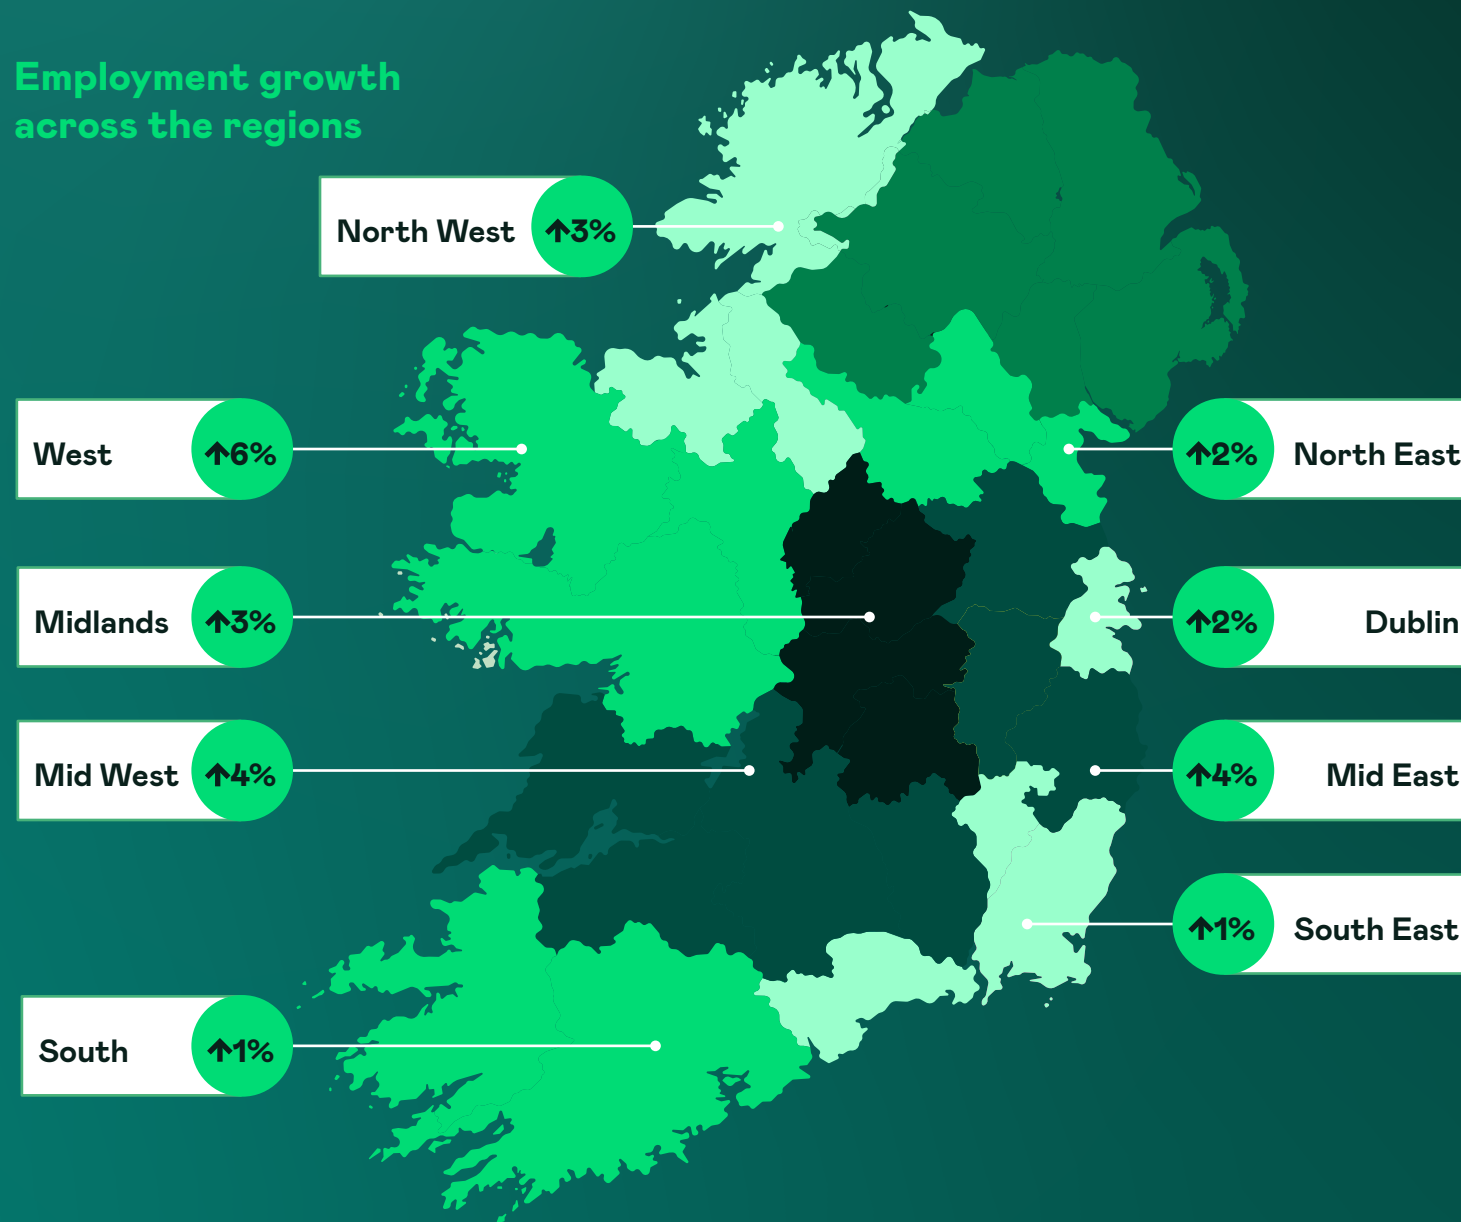 Employment growth
across the regions
North West ↑3%
West ↑6%
↑2% North East
Midlands ↑3%
↑2% Dublin
Mid West ↑4%
↑4% Mid East
↑1% South East
South ↑1%